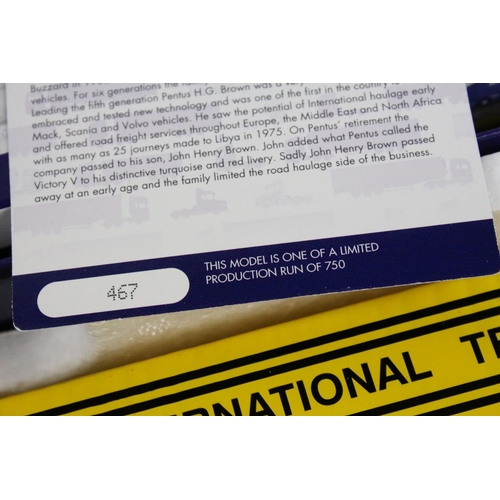 Buzzard in
vehicles. For six generations the family
Leading the fifth generation Pentus H.G. Brown was a very
embraced and tested new technology and was one of the first in the country to
Mack, Scania and Volvo vehicles. He saw the potential of International haulage early
and offered road freight services throughout Europe, the Middle East and North Africa
with as many as 25 journeys made to Libya in 1975. On Pentus' retirement the
company passed to his son, John Henry Brown. John added what Pentus called the
Victory V to his distinctive turquoise and red livery. Sadly John Henry Brown passed
away at an early age and the family limited the road haulage side of the business.
467
THIS MODEL IS ONE OF A LIMITED
PRODUCTION RUN OF 750